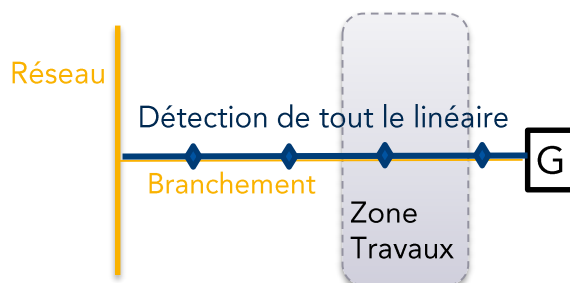 Réseau
Détection de tout le linéaire
Branchement
G
Zone
Travaux